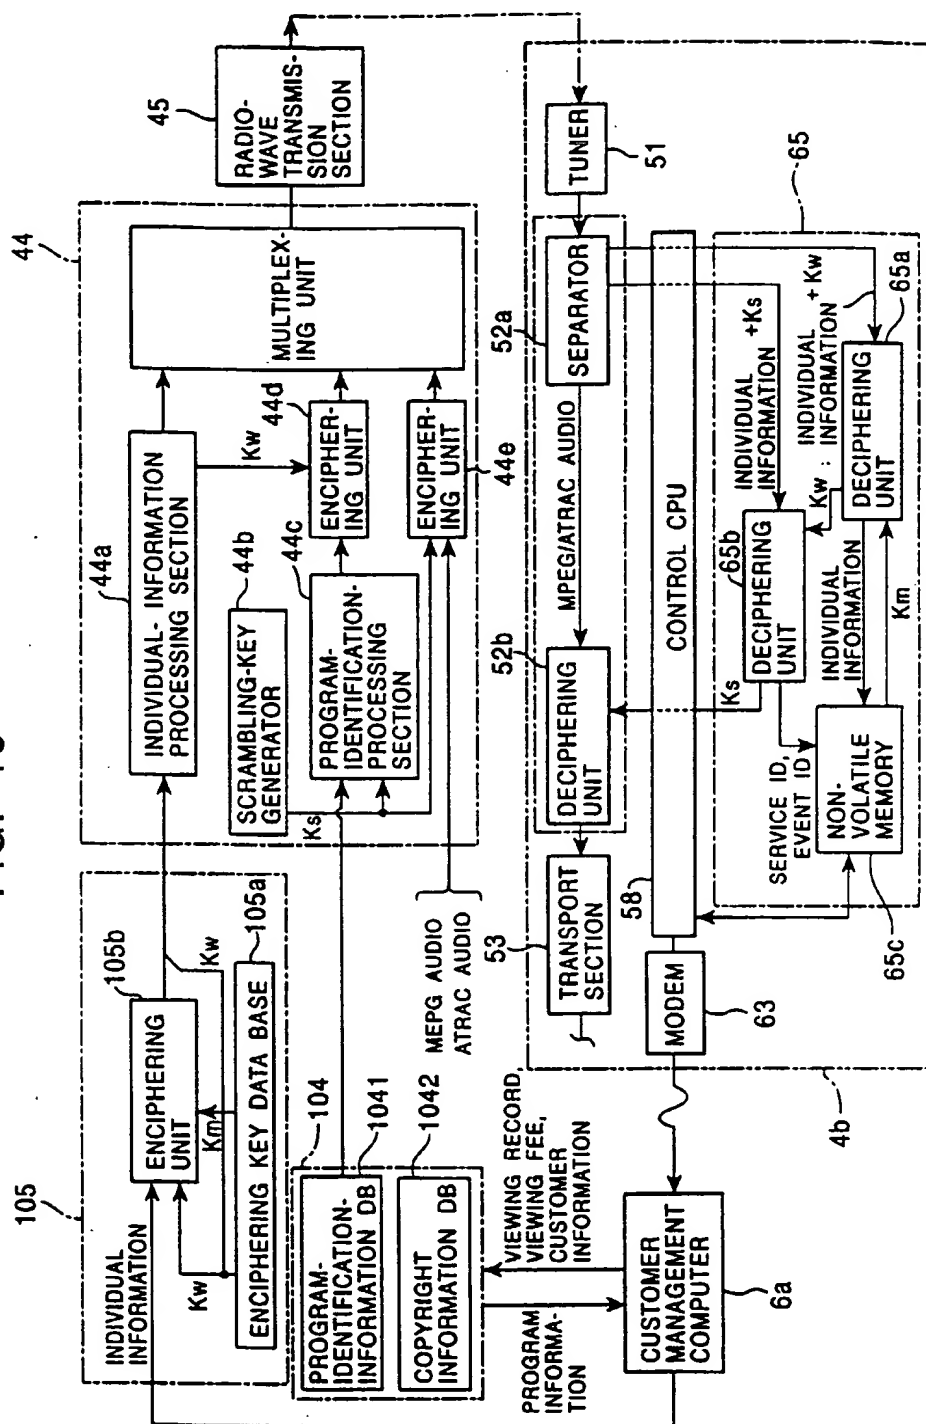 105
INDIVIDUAL
INFORMATION
105b
ENCIPHERING
UNIT
Kw
Km
Kw
ENCIPHERING KEY DATA BASE
105a
104
PROGRAM-
IDENTIFICATION-
INFORMATION DB
1041
COPYRIGHT
INFORMATION DB
1042
MEPG AUDIO
ATRAC AUDIO
44
44a
INDIVIDUAL- INFORMATION
PROCESSING SECTION
Kw
SCRAMBLING-KEY
GENERATOR
44b
Ks
44c
PROGRAM-
IDENTIFICATION-
PROCESSING
SECTION
44d
ENCIPHER-
ING UNIT
ENCIPHER-
ING UNIT
44e
MULTIPLEX-
ING UNIT
45
RADIO-
WAVE
TRANSMIS-
SION
SECTION
TUNER
51
52a
SEPARATOR
MPEG/ATRAC AUDIO
52b
DECIPHERING
UNIT
53
TRANSPORT
SECTION
58
CONTROL CPU
MODEM
63
65
65a
DECIPHERING
UNIT
INDIVIDUAL
INFORMATION +Ks
INDIVIDUAL
INFORMATION +Kw
Kw
65b
DECIPHERING
UNIT
Ks
INDIVIDUAL
INFORMATION
Km
SERVICE ID,
EVENT ID
NON-
VOLATILE
MEMORY
65c
4b
VIEWING RECORD,
VIEWING FEE,
CUSTOMER
INFORMATION
PROGRAM
INFORMA-
TION
CUSTOMER
MANAGEMENT
COMPUTER
6a